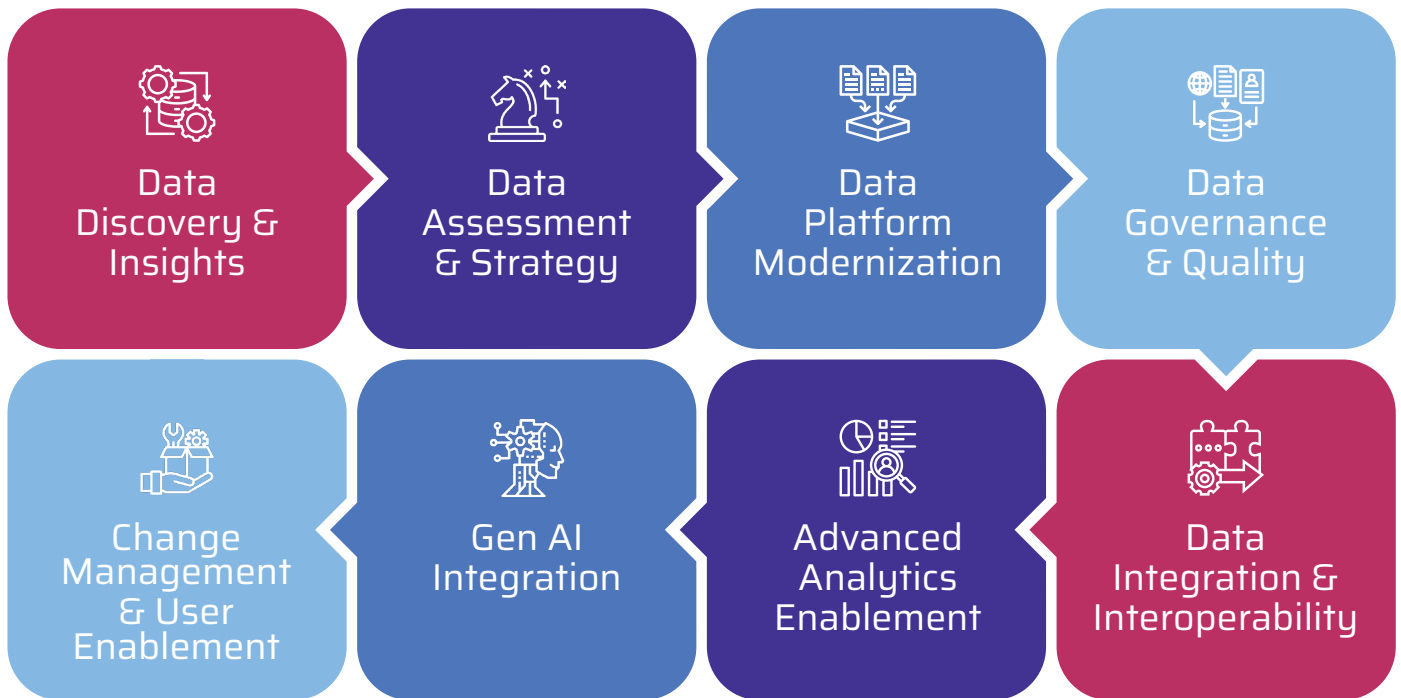 Data
Discovery &
Insights
Data
Assessment
& Strategy
Data
Platform
Modernization
Data
Governance
& Quality
Data
Integration &
Interoperability
Advanced
Analytics
Enablement
Gen AI
Integration
Change
Management
& User
Enablement